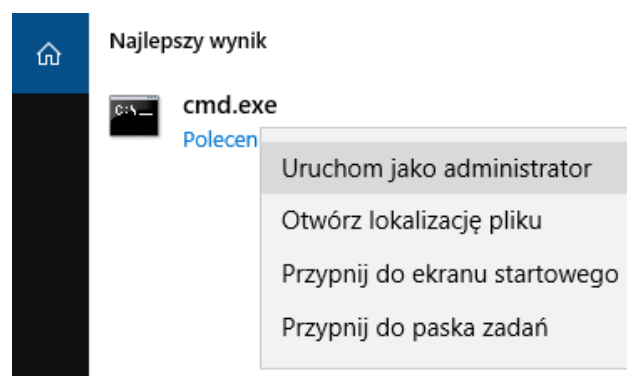 Najlepszy wynik
C:\_
cmd.exe
Polecen
Uruchom jako administrator
Otwórz lokalizację pliku
Przypnij do ekranu startowego
Przypnij do paska zadań